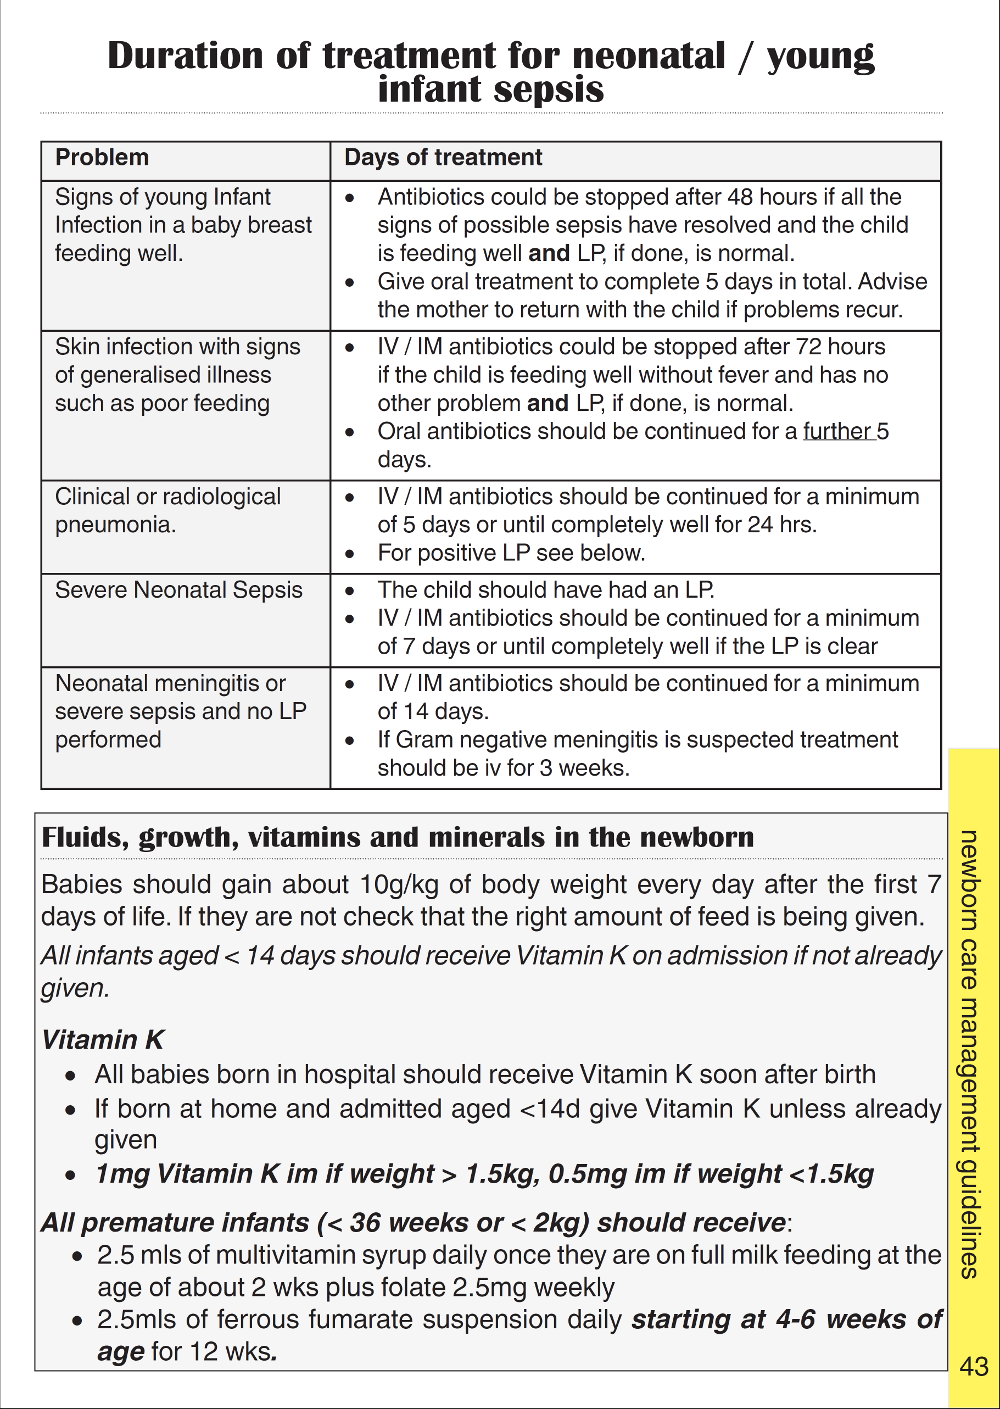 Duration of treatment for neonatal / young
infant sepsis
Problem
Days of treatment
Signs of young Infant
Infection in a baby breast
feeding well.
• Antibiotics could be stopped after 48 hours if all the
signs of possible sepsis have resolved and the child
is feeding well and LP, if done, is normal.
• Give oral treatment to complete 5 days in total. Advise
the mother to return with the child if problems recur.
Skin infection with signs
of generalised illness
such as poor feeding
• IV / IM antibiotics could be stopped after 72 hours
if the child is feeding well without fever and has no
other problem and LP, if done, is normal.
• Oral antibiotics should be continued for a further 5
days.
Clinical or radiological
pneumonia.
• IV / IM antibiotics should be continued for a minimum
of 5 days or until completely well for 24 hrs.
• For positive LP see below.
Severe Neonatal Sepsis
• The child should have had an LP.
• IV / IM antibiotics should be continued for a minimum
of 7 days or until completely well if the LP is clear
Neonatal meningitis or
severe sepsis and no LP
performed
• IV / IM antibiotics should be continued for a minimum
of 14 days.
• If Gram negative meningitis is suspected treatment
should be iv for 3 weeks.
Fluids, growth, vitamins and minerals in the newborn
Babies should gain about 10g/kg of body weight every day after the first 7
days of life. If they are not check that the right amount of feed is being given.
All infants aged < 14 days should receive Vitamin K on admission if not already
given.
Vitamin K
• All babies born in hospital should receive Vitamin K soon after birth
• If born at home and admitted aged <14d give Vitamin K unless already
given
• 1mg Vitamin K im if weight > 1.5kg, 0.5mg im if weight <1.5kg
All premature infants (< 36 weeks or < 2kg) should receive:
• 2.5 mls of multivitamin syrup daily once they are on full milk feeding at the
age of about 2 wks plus folate 2.5mg weekly
• 2.5mls of ferrous fumarate suspension daily starting at 4-6 weeks of
age for 12 wks.
newborn care management guidelines
43